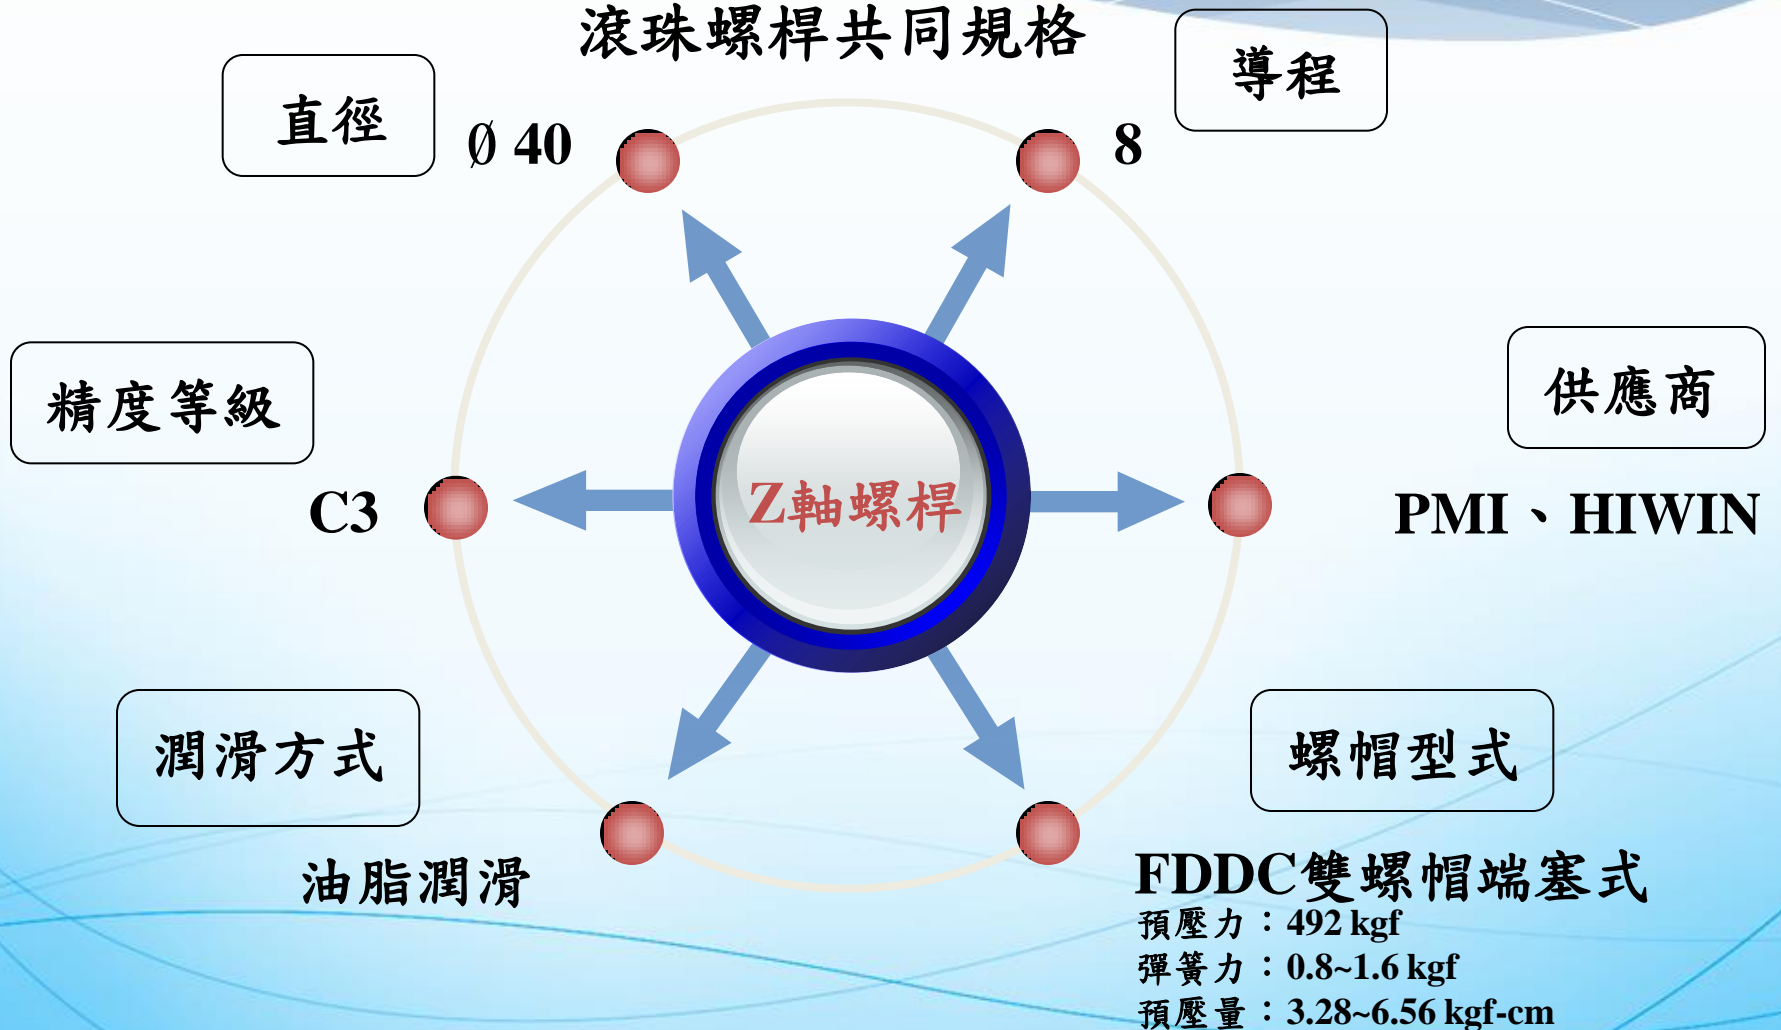 滾珠螺桿共同規格
直徑
Ø 40
導程
8
精度等級
C3
供應商
PMI、HIWIN
Z軸螺桿
潤滑方式
油脂潤滑
螺帽型式
FDDC雙螺帽端塞式
預壓力：492 kgf
彈簧力：0.8~1.6 kgf
預壓量：3.28~6.56 kgf-cm